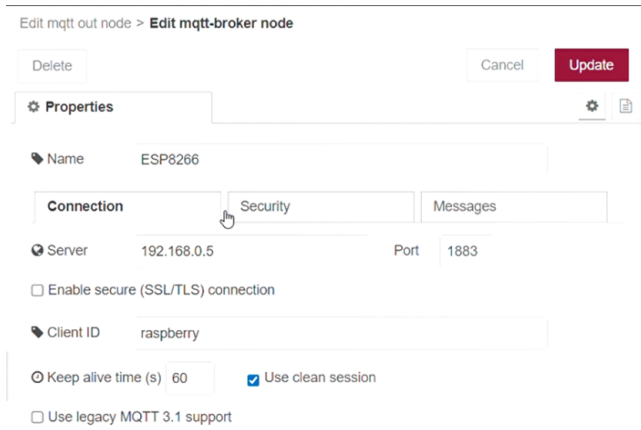 Edit mqtt out node > Edit mqtt-broker node
Delete Cancel Update
Properties
Name ESP8266
Connection Security Messages
Server 192.168.0.5 Port 1883
Enable secure (SSL/TLS) connection
Client ID raspberry
Keep alive time (s) 60 Use clean session
Use legacy MQTT 3.1 support